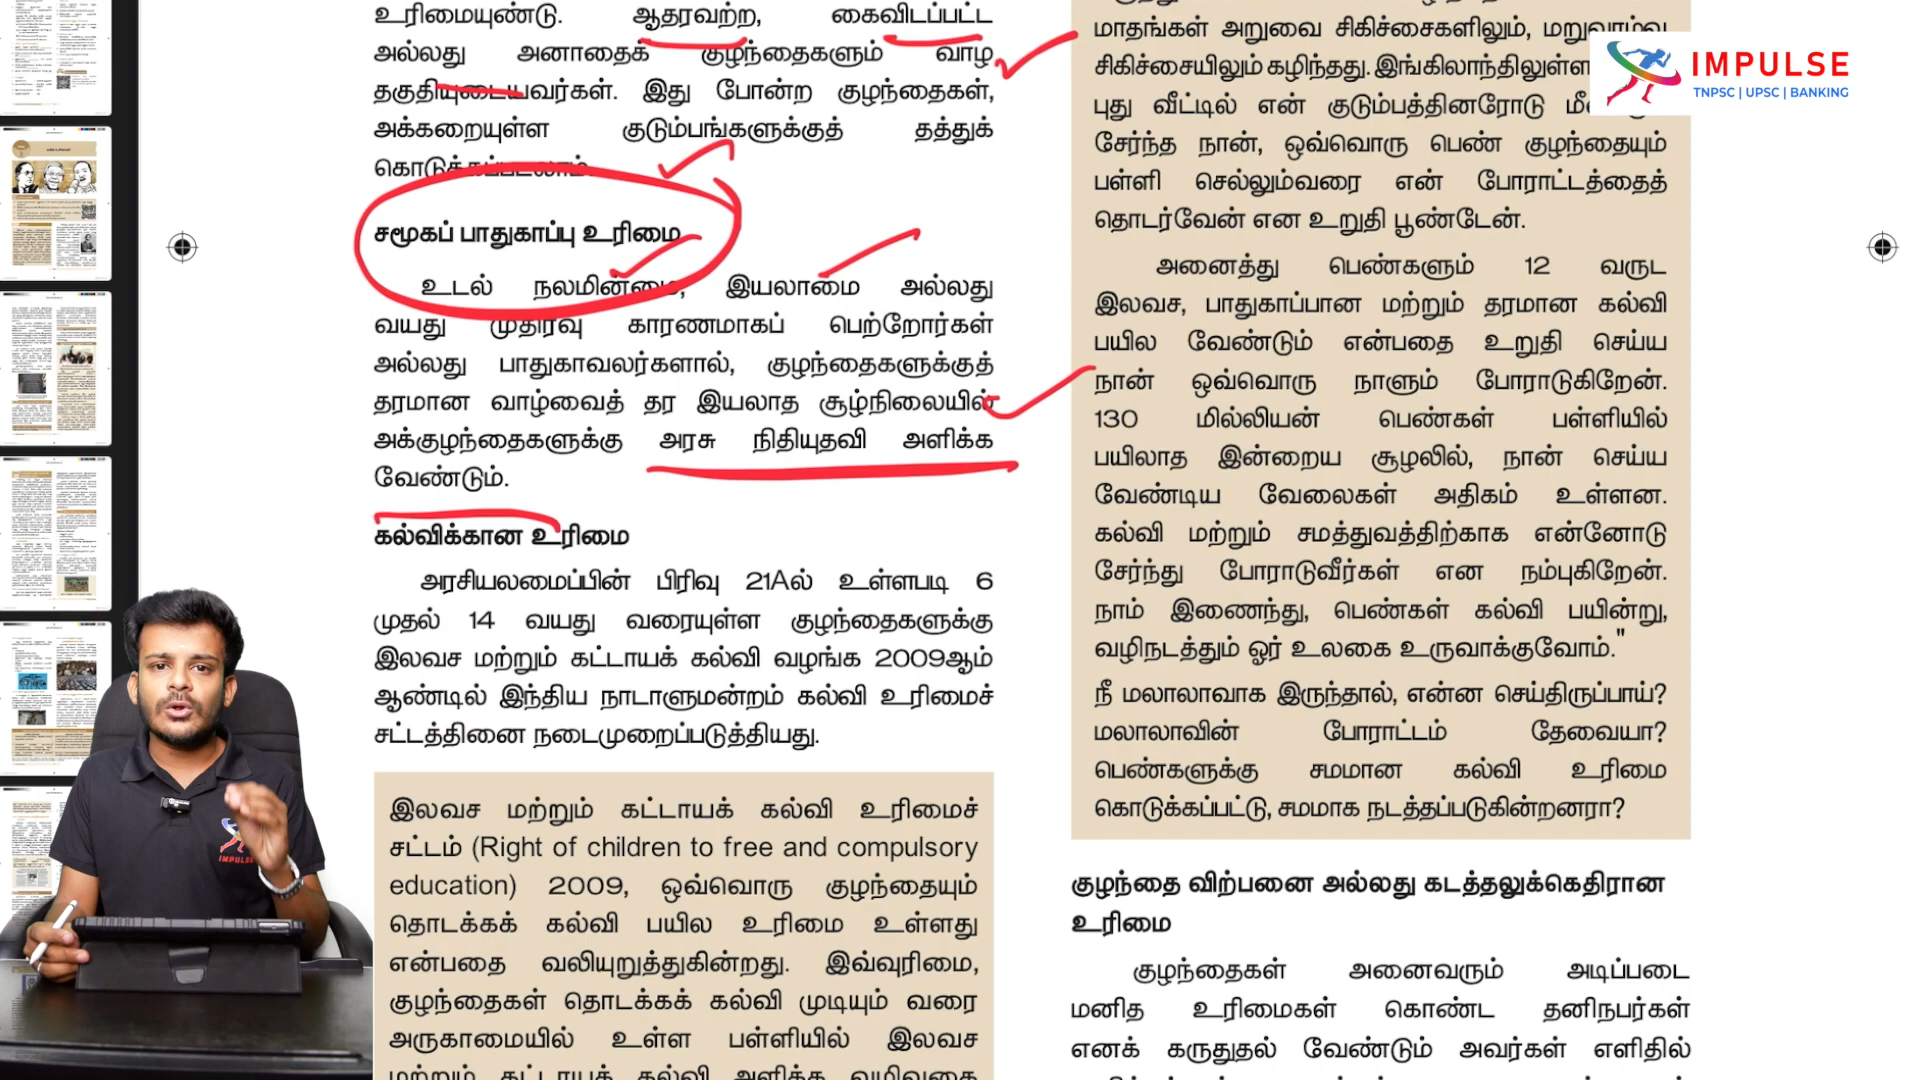 உரிமையுண்டு. ஆதரவற்ற, கைவிடப்பட்ட
அல்லது அனாதைக் குழந்தைகளும் வாழ
தகுதியுடையவர்கள். இது போன்ற குழந்தைகள்,
அக்கறையுள்ள குடும்பங்களுக்குத் தத்துக்
கொடுக்கப்படலாம்.
சமூகப் பாதுகாப்பு உரிமை
உடல் நலமின்மை, இயலாமை அல்லது
வயது முதிர்வு காரணமாகப் பெற்றோர்கள்
அல்லது பாதுகாவலர்களால், குழந்தைகளுக்குத்
தரமான வாழ்வைத் தர இயலாத சூழ்நிலையில்
அக்குழந்தைகளுக்கு அரசு நிதியுதவி அளிக்க
வேண்டும்.
கல்விக்கான உரிமை
அரசியலமைப்பின் பிரிவு 21Aல் உள்ளபடி 6
முதல் 14 வயது வரையுள்ள குழந்தைகளுக்கு
இலவச மற்றும் கட்டாயக் கல்வி வழங்க 2009ஆம்
ஆண்டில் இந்திய நாடாளுமன்றம் கல்வி உரிமைச்
சட்டத்தினை நடைமுறைப்படுத்தியது.
இலவச மற்றும் கட்டாயக் கல்வி உரிமைச்
சட்டம் (Right of children to free and compulsory
education) 2009, ஒவ்வொரு குழந்தையும்
தொடக்கக் கல்வி பயில உரிமை உள்ளது
என்பதை வலியுறுத்துகின்றது. இவ்வுரிமை,
குழந்தைகள் தொடக்கக் கல்வி முடியும் வரை
அருகாமையில் உள்ள பள்ளியில் இலவச
மற்றும் கட்டாயக் கல்வி அளிக்க வழிவகை
மாதங்கள் அறுவை சிகிச்சைகளிலும், மறுவாழ்வு
சிகிச்சையிலும் கழிந்தது. இங்கிலாந்திலுள்ள
புது வீட்டில் என் குடும்பத்தினரோடு
சேர்ந்த நான், ஒவ்வொரு பெண் குழந்தையும்
பள்ளி செல்லும்வரை என் போராட்டத்தைத்
தொடர்வேன் என உறுதி பூண்டேன்.
அனைத்து பெண்களும் 12 வருட
இலவச, பாதுகாப்பான மற்றும் தரமான கல்வி
பயில வேண்டும் என்பதை உறுதி செய்ய
நான் ஒவ்வொரு நாளும் போராடுகிறேன்.
130 மில்லியன் பெண்கள் பள்ளியில்
பயிலாத இன்றைய சூழலில், நான் செய்ய
வேண்டிய வேலைகள் அதிகம் உள்ளன.
கல்வி மற்றும் சமத்துவத்திற்காக என்னோடு
சேர்ந்து போராடுவீர்கள் என நம்புகிறேன்.
நாம் இணைந்து, பெண்கள் கல்வி பயின்று,
வழிநடத்தும் ஓர் உலகை உருவாக்குவோம்."
நீ மலாலாவாக இருந்தால், என்ன செய்திருப்பாய்?
மலாலாவின் போராட்டம் தேவையா?
பெண்களுக்கு சமமான கல்வி உரிமை
கொடுக்கப்பட்டு, சமமாக நடத்தப்படுகின்றனரா?
குழந்தை விற்பனை அல்லது கடத்தலுக்கெதிரான
உரிமை
குழந்தைகள் அனைவரும் அடிப்படை
மனித உரிமைகள் கொண்ட தனிநபர்கள்
எனக் கருதுதல் வேண்டும் அவர்கள் எளிதில்
IMPULSE
TNPSC | UPSC | BANKING
IMPULSE